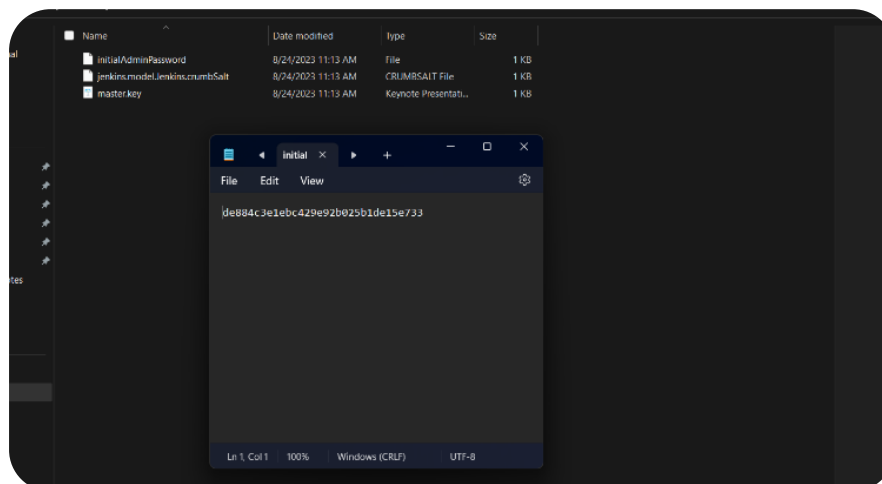 Name Date modified Type Size
initialAdminPassword 8/24/2023 11:13 AM File 1 KB
jenkins.model.Jenkins.crumbSalt 8/24/2023 11:13 AM CRUMBSALT File 1 KB
master.key 8/24/2023 11:13 AM Keynote Presentati... 1 KB
initial
File Edit View
de884c3e1ebc429e92b025b1de15e733
Ln 1, Col 1 100% Windows (CRLF) UTF-8